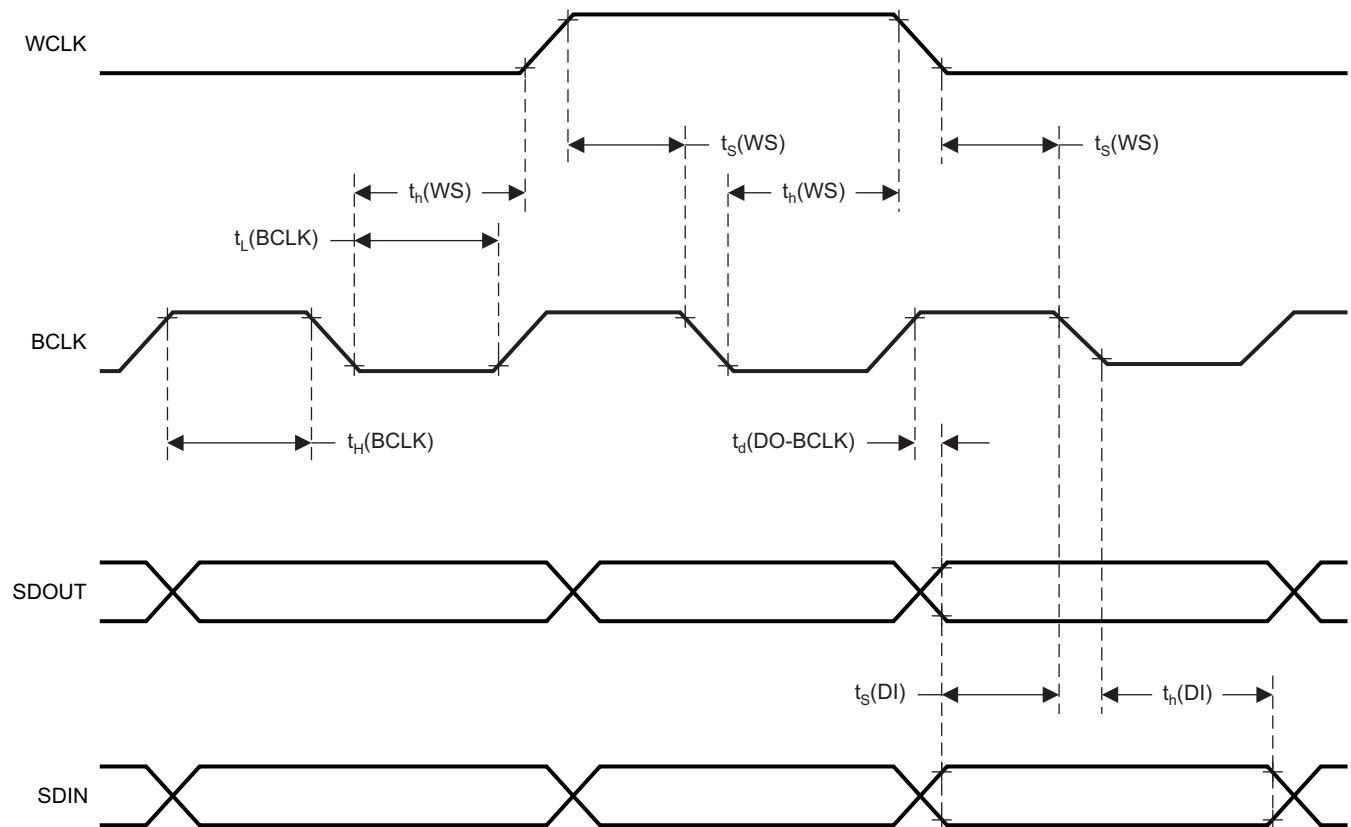 WCLK
tS(WS)
tS(WS)
th(WS)
th(WS)
tL(BCLK)
BCLK
tH(BCLK)
td(DO-BCLK)
SDOUT
tS(DI)
th(DI)
SDIN